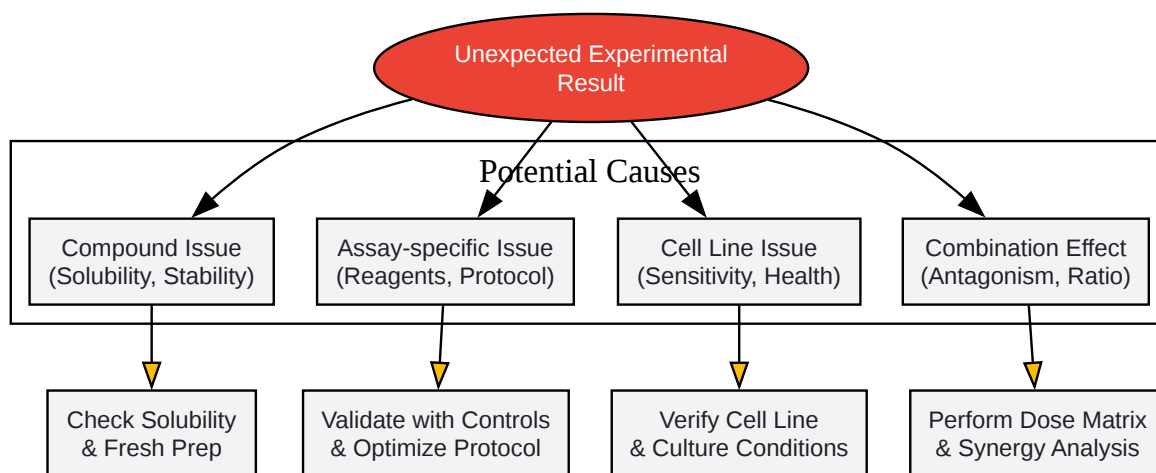 Unexpected Experimental
Result
Potential Causes
Compound Issue
(Solubility, Stability)
Assay-specific Issue
(Reagents, Protocol)
Cell Line Issue
(Sensitivity, Health)
Combination Effect
(Antagonism, Ratio)
Check Solubility
& Fresh Prep
Validate with Controls
& Optimize Protocol
Verify Cell Line
& Culture Conditions
Perform Dose Matrix
& Synergy Analysis